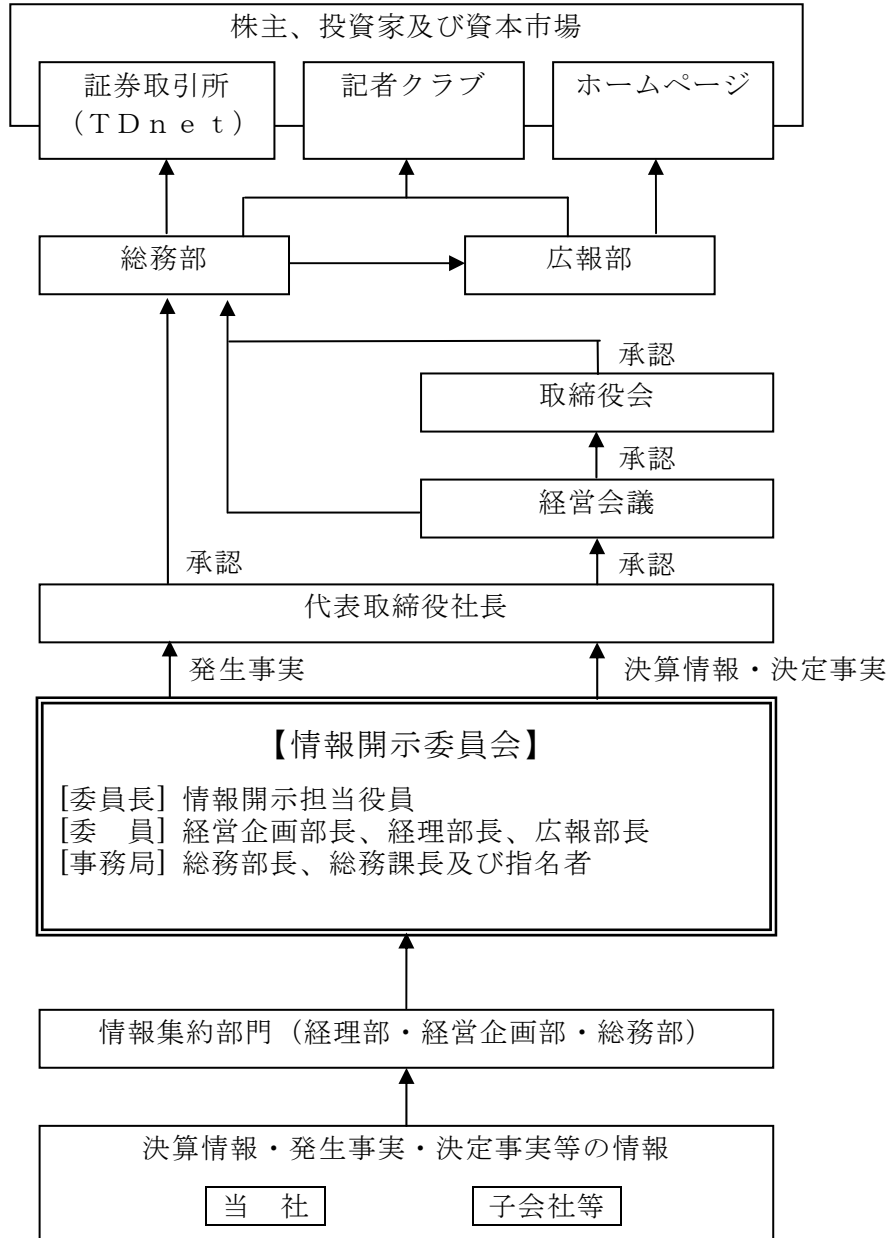 株主、投資家及び資本市場
証券取引所
(ＴＤｎｅｔ)
記者クラブ
ホームページ
総務部
広報部
承認
取締役会
承認
経営会議
承認
承認
代表取締役社長
発生事実
決算情報・決定事実
【情報開示委員会】
[委員長] 情報開示担当役員
[委　員] 経営企画部長、経理部長、広報部長
[事務局] 総務部長、総務課長及び指名者
情報集約部門（経理部・経営企画部・総務部）
決算情報・発生事実・決定事実等の情報
当　社
子会社等